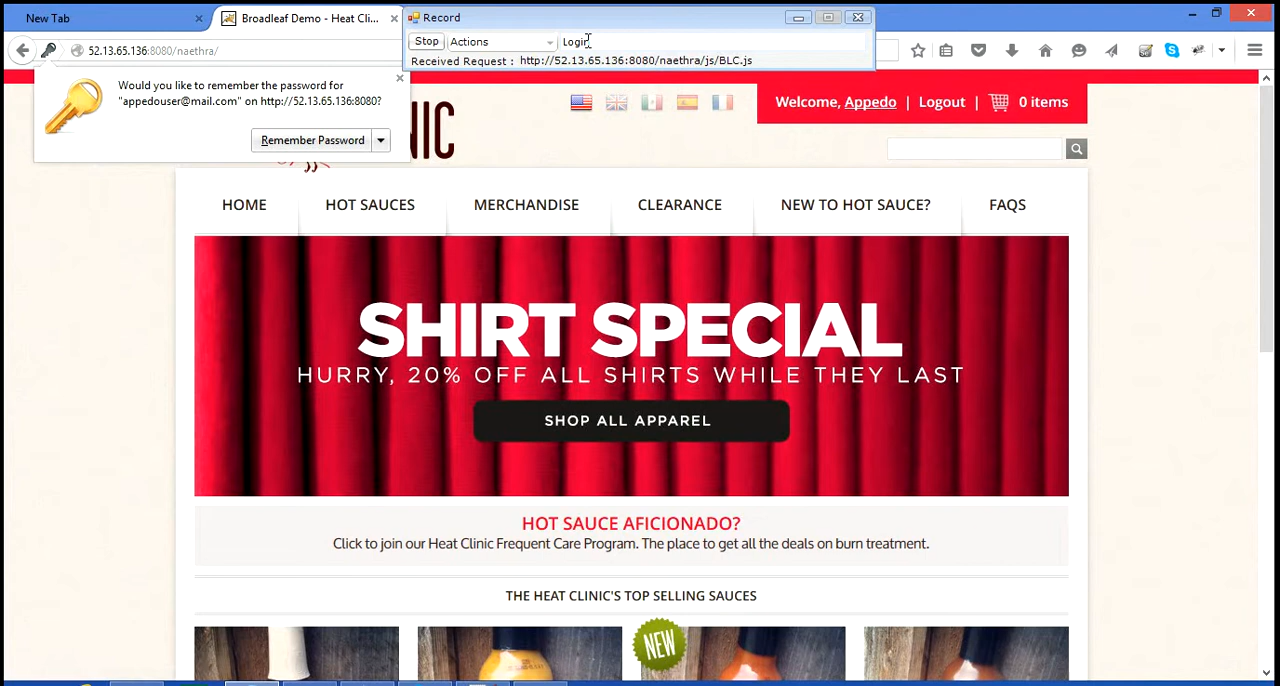 New Tab
Broadleaf Demo - Heat Cli...
Record
Stop
Actions
Login
Received Request : http://52.13.65.136:8080/naethra/js/BLC.js
52.13.65.136:8080/naethra/
Would you like to remember the password for
"appedouser@mail.com" on http://52.13.65.136:8080?
Remember Password
NIC
Welcome, Appedo | Logout | 0 items
HOME
HOT SAUCES
MERCHANDISE
CLEARANCE
NEW TO HOT SAUCE?
FAQS
SHIRT SPECIAL
HURRY, 20% OFF ALL SHIRTS WHILE THEY LAST
SHOP ALL APPAREL
HOT SAUCE AFICIONADO?
Click to join our Heat Clinic Frequent Care Program. The place to get all the deals on burn treatment.
THE HEAT CLINIC'S TOP SELLING SAUCES
NEW